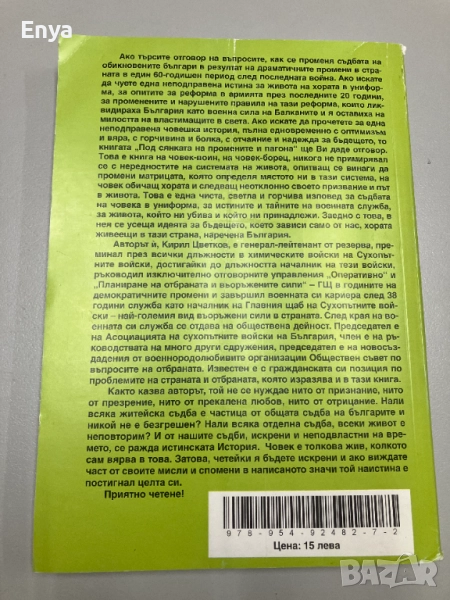 Enya
Ако търсите отговор на въпросите, как се променя съдбата на
обикновените българи в резултат на драматичните промени в стра-
ната в един 60-годишен период след последната война. Ако искате
да чуете една неподправена истина за живота на хората в унифор-
ма, за опитите за реформа в армията през последните 20 години,
за променените и нарушените правила на тази реформа, които лик-
видираха България като военна сила на Балканите и я оставиха на
милостта на властимащите в света. Ако искате да прочетете за една
неподправена човешка история, пълна едновременно с оптимизъм
и вяра, с горчивина и болка, с отчаяние и надежда за бъдещето, то
книгата „Под сянката на промените и пагона" ще Ви даде отговор.
Това е книга на човек-воин, на човек-борец, никога не примирявал
се с нередностите на системата на живота, опитващ се винаги да
промени матрицата, която определя мястото ни в тази система, на
човек обичащ хората и следващ неотклонно своето призвание и път
в живота. Това е една чиста, светла и горчива изповед за съдбата
на човека в униформа, за истините и тайните на военната служба,
за живота, който ни убива и който ни принадлежи. Заедно с това, в
нея се усеща идеята за бъдещето, което зависи само от нас, хората
живеещи в тази страна, наречена България.
Авторът ѝ, Кирил Цветков, е генерал-лейтенант от резерва, пре-
минал през всички длъжности в химическите войски на Сухопът-
ните войски, достигайки до длъжността началник на тези войски,
ръководил изключително отговорните управления „Оперативно" и
„Планиране на отбраната и въоръжените сили" – ГЩ в годините на
демократичните промени и завършил военната си кариера след 38
години служба като началник на Главния щаб на Сухопътните вой-
ски – най-големия вид въоръжени сили в страната. След края на во-
енната си служба се отдава на обществена дейност. Председател е
на Асоциацията на сухопътните войски на България, член е на ръ-
ководствата на много други сдружения, председател е на новосъз-
дадения от военнородолюбивите организации Обществен съвет по
въпросите на отбраната. Известен е с гражданската си позиция по
проблемите на страната и отбраната, които изразява и в тази книга.
Както казва авторът, той не се нуждае нито от признание, нито
от презрение, нито от прекалена любов, нито от отрицание. Нали
всяка житейска съдба е частица от общата съдба на българите и
никой не е безгрешен? Нали всяка отделна съдба, всеки живот е
неповторим? И от нашите съдби, искрени и неподвластни на вре-
мето, се ражда истинската История. Човек е толкова жив, колкото
сам вярва в това. Затова, четейки я бъдете искрени и ако виждате
част от своите мисли и спомени в написаното значи той наистина е
постигнал целта си.
Приятно четене!
978-954-92482-7-2
Цена: 15 лева
bazar